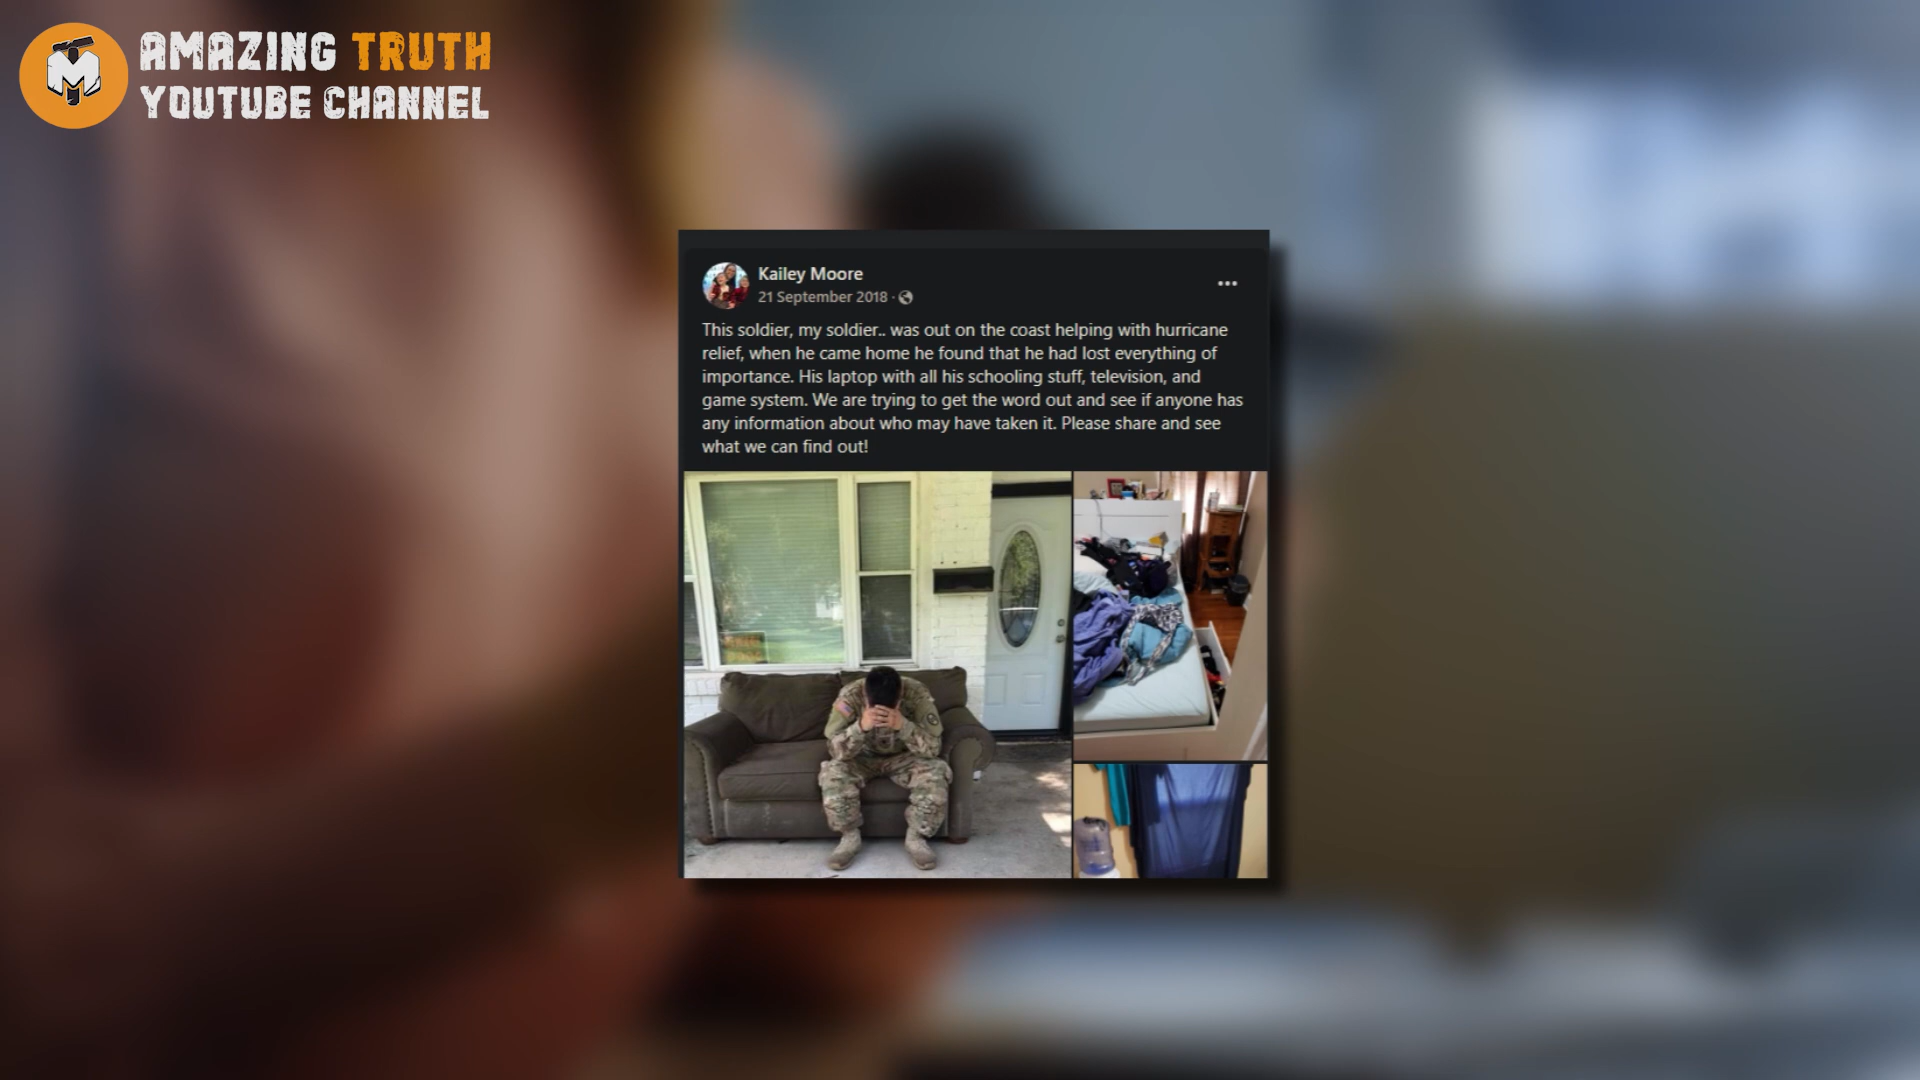 AMAZING TRUTH
YOUTUBE CHANNEL
Kailey Moore
21 September 2018 ·
This soldier, my soldier.. was out on the coast helping with hurricane
relief, when he came home he found that he had lost everything of
importance. His laptop with all his schooling stuff, television, and
game system. We are trying to get the word out and see if anyone has
any information about who may have taken it. Please share and see
what we can find out!